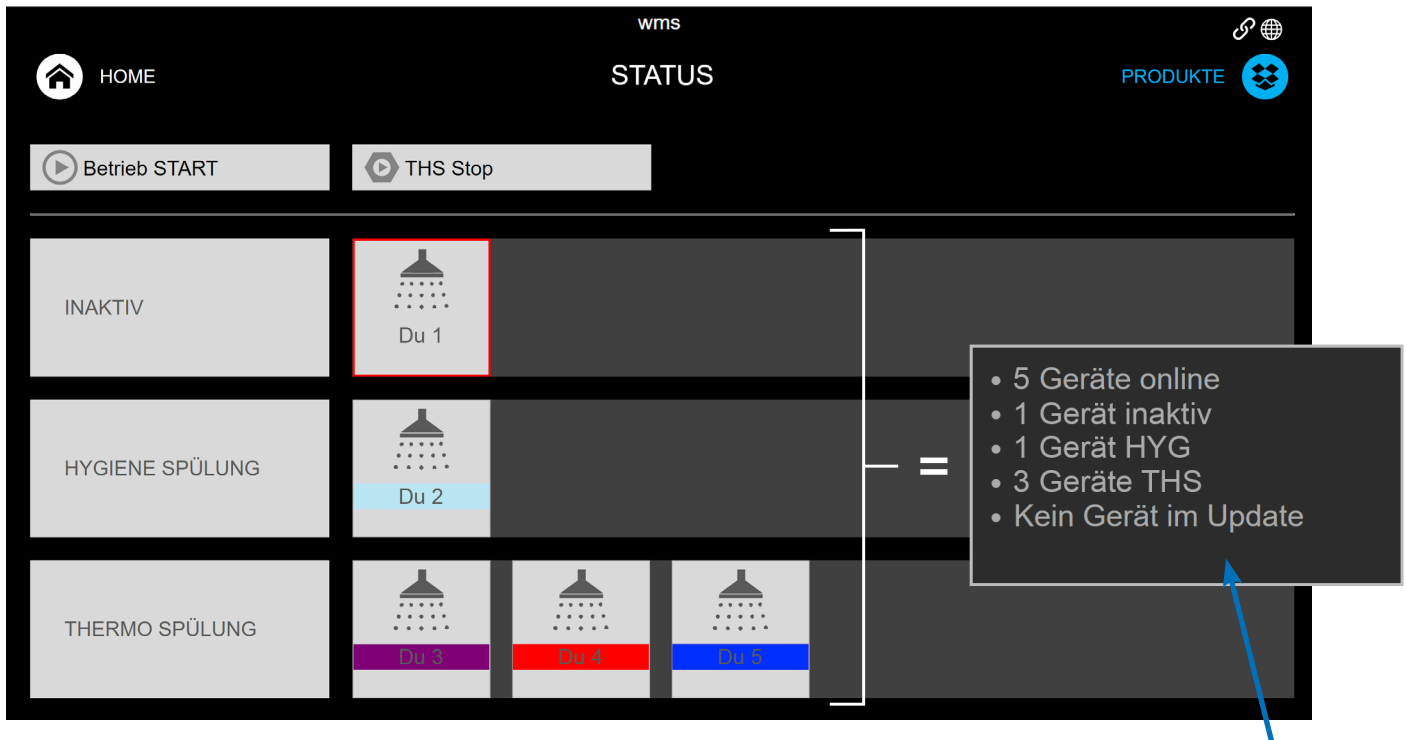 wms
HOME
STATUS
PRODUKTE
Betrieb START
THS Stop
INAKTIV
Du 1
HYGIENE SPÜLUNG
Du 2
THERMO SPÜLUNG
Du 3
Du 4
Du 5
=
• 5 Geräte online
• 1 Gerät inaktiv
• 1 Gerät HYG
• 3 Geräte THS
• Kein Gerät im Update